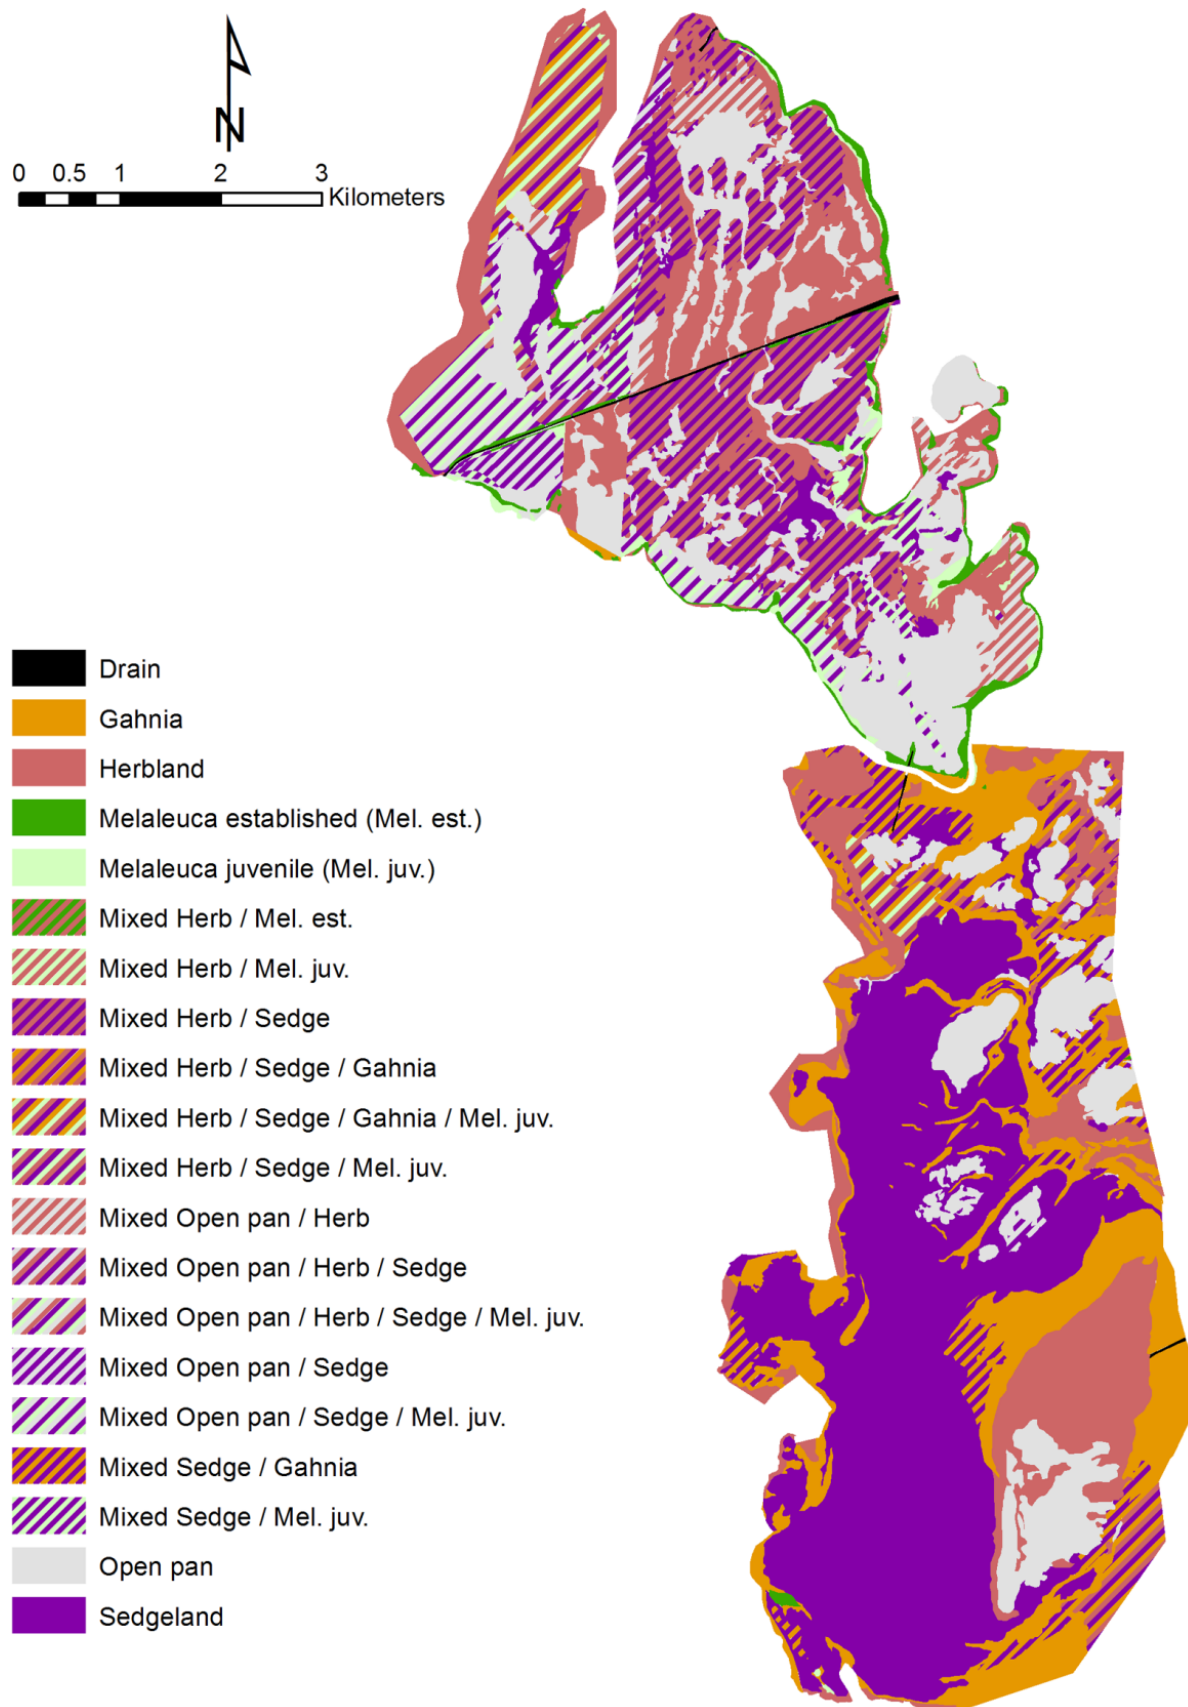 N
0 0.5 1 2 3
Kilometers
Drain
Gahnia
Herbland
Melaleuca established (Mel. est.)
Melaleuca juvenile (Mel. juv.)
Mixed Herb / Mel. est.
Mixed Herb / Mel. juv.
Mixed Herb / Sedge
Mixed Herb / Sedge / Gahnia
Mixed Herb / Sedge / Gahnia / Mel. juv.
Mixed Herb / Sedge / Mel. juv.
Mixed Open pan / Herb
Mixed Open pan / Herb / Sedge
Mixed Open pan / Herb / Sedge / Mel. juv.
Mixed Open pan / Sedge
Mixed Open pan / Sedge / Mel. juv.
Mixed Sedge / Gahnia
Mixed Sedge / Mel. juv.
Open pan
Sedgeland